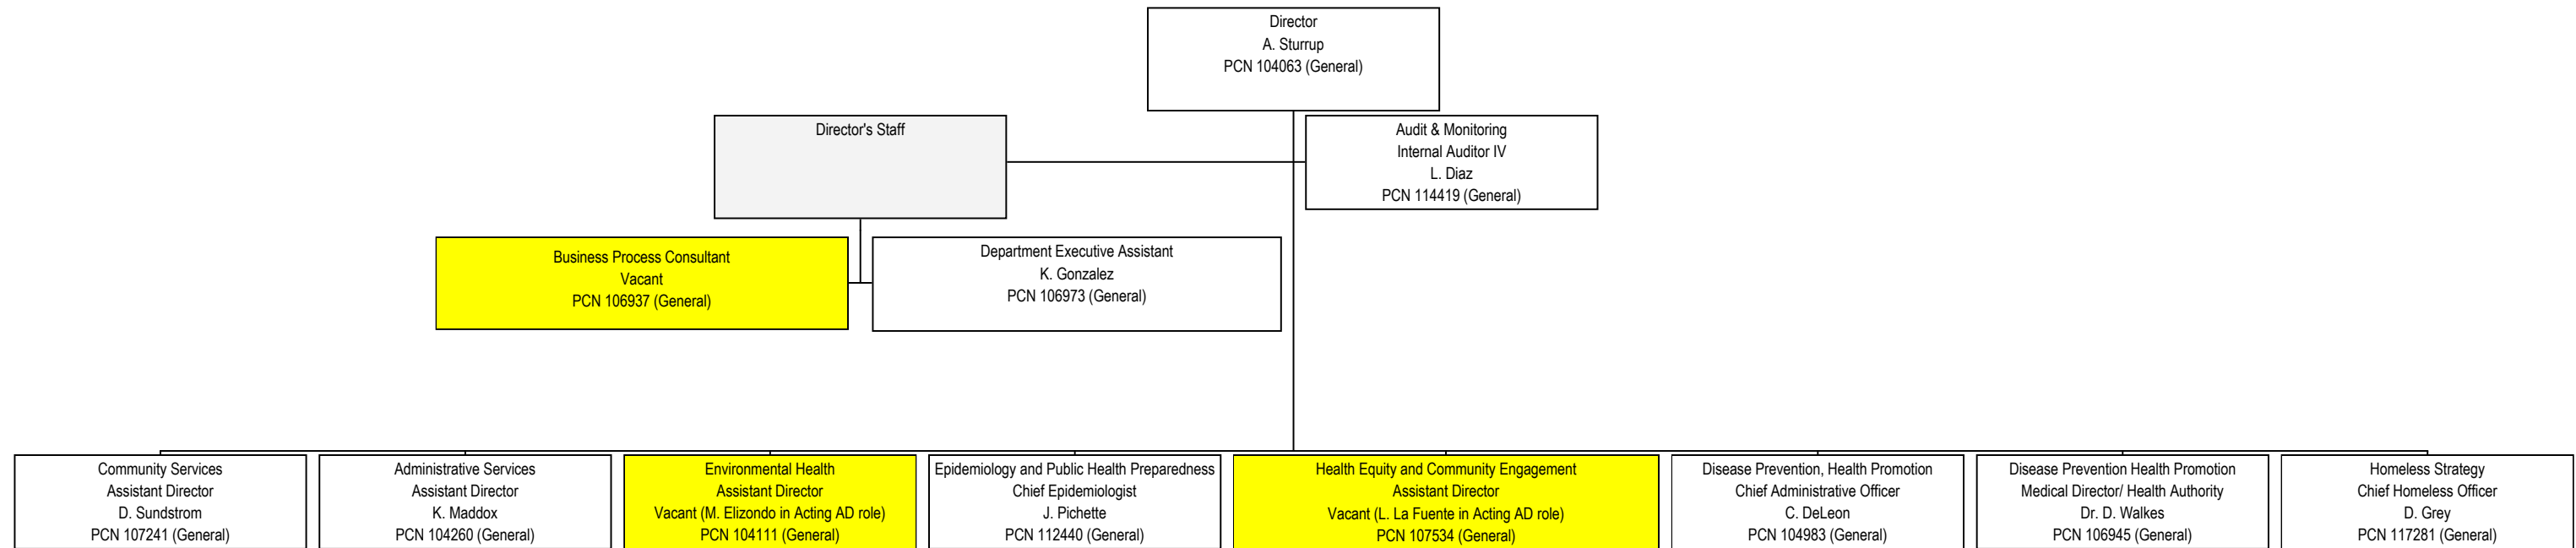 Director
A. Sturrup
PCN 104063 (General)
Director's Staff
Audit & Monitoring
Internal Auditor IV
L. Diaz
PCN 114419 (General)
Business Process Consultant
Vacant
PCN 106937 (General)
Department Executive Assistant
K. Gonzalez
PCN 106973 (General)
Community Services
Assistant Director
D. Sundstrom
PCN 107241 (General)
Administrative Services
Assistant Director
K. Maddox
PCN 104260 (General)
Environmental Health
Assistant Director
Vacant (M. Elizondo in Acting AD role)
PCN 104111 (General)
Epidemiology and Public Health Preparedness
Chief Epidemiologist
J. Pichette
PCN 112440 (General)
Health Equity and Community Engagement
Assistant Director
Vacant (L. La Fuente in Acting AD role)
PCN 107534 (General)
Disease Prevention, Health Promotion
Chief Administrative Officer
C. DeLeon
PCN 104983 (General)
Disease Prevention Health Promotion
Medical Director/ Health Authority
Dr. D. Walkes
PCN 106945 (General)
Homeless Strategy
Chief Homeless Officer
D. Grey
PCN 117281 (General)